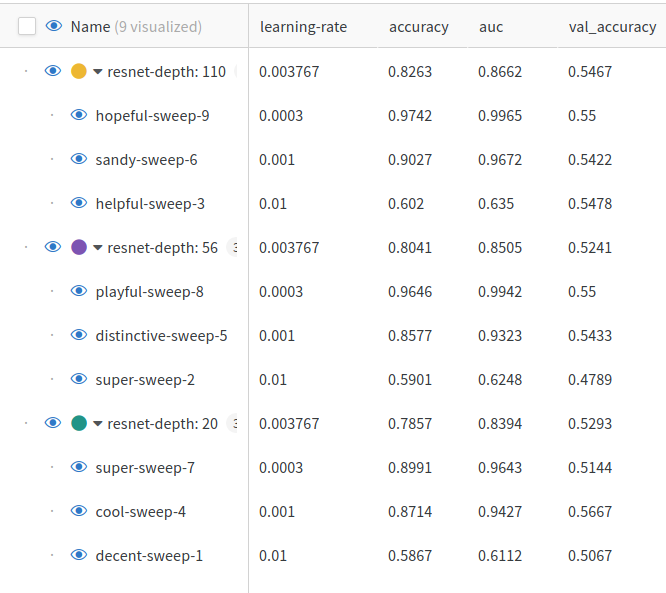 Name (9 visualized) learning-rate accuracy auc val_accuracy
resnet-depth: 110 0.003767 0.8263 0.8662 0.5467
hopeful-sweep-9 0.0003 0.9742 0.9965 0.55
sandy-sweep-6 0.001 0.9027 0.9672 0.5422
helpful-sweep-3 0.01 0.602 0.635 0.5478
resnet-depth: 56 0.003767 0.8041 0.8505 0.5241
playful-sweep-8 0.0003 0.9646 0.9942 0.55
distinctive-sweep-5 0.001 0.8577 0.9323 0.5433
super-sweep-2 0.01 0.5901 0.6248 0.4789
resnet-depth: 20 0.003767 0.7857 0.8394 0.5293
super-sweep-7 0.0003 0.8991 0.9643 0.5144
cool-sweep-4 0.001 0.8714 0.9427 0.5667
decent-sweep-1 0.01 0.5867 0.6112 0.5067